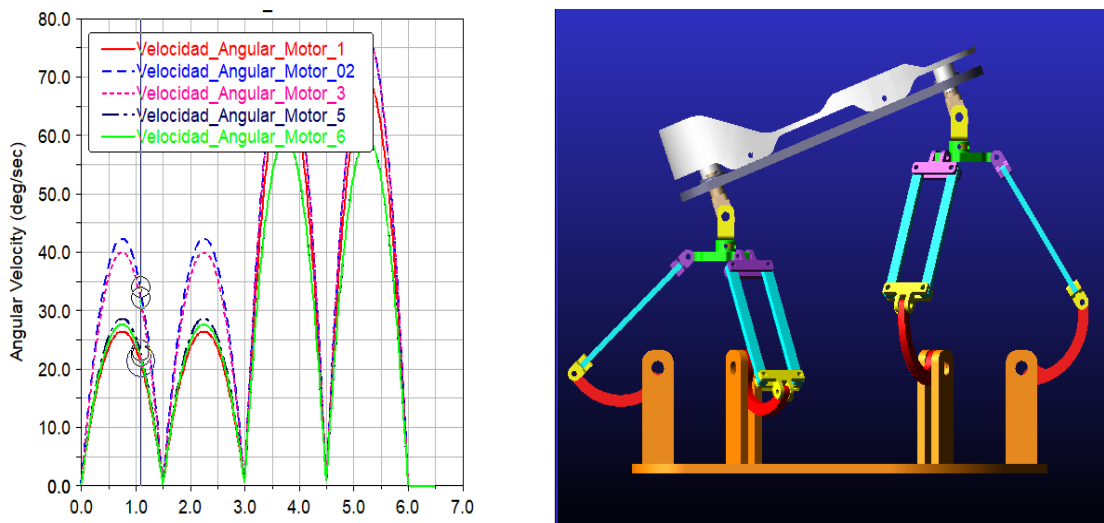 80.0
70.0
60.0
50.0
40.0
30.0
20.0
10.0
0.0
Angular Velocity (deg/sec)
Velocidad_Angular_Motor_1
Velocidad_Angular_Motor_02
Velocidad_Angular_Motor_3
Velocidad_Angular_Motor_5
Velocidad_Angular_Motor_6
0.0 1.0 2.0 3.0 4.0 5.0 6.0 7.0